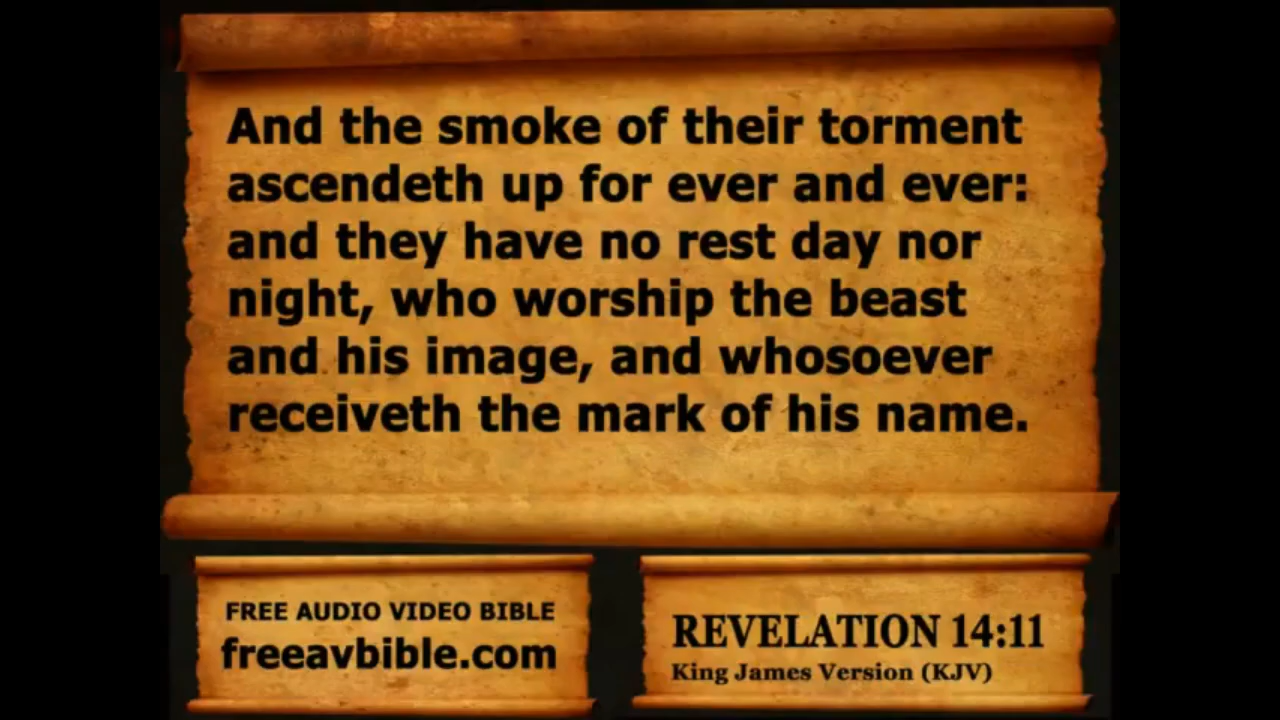 And the smoke of their torment
ascendeth up for ever and ever:
and they have no rest day nor
night, who worship the beast
and his image, and whosoever
receiveth the mark of his name.
FREE AUDIO VIDEO BIBLE
freeavbible.com
REVELATION 14:11
King James Version (KJV)